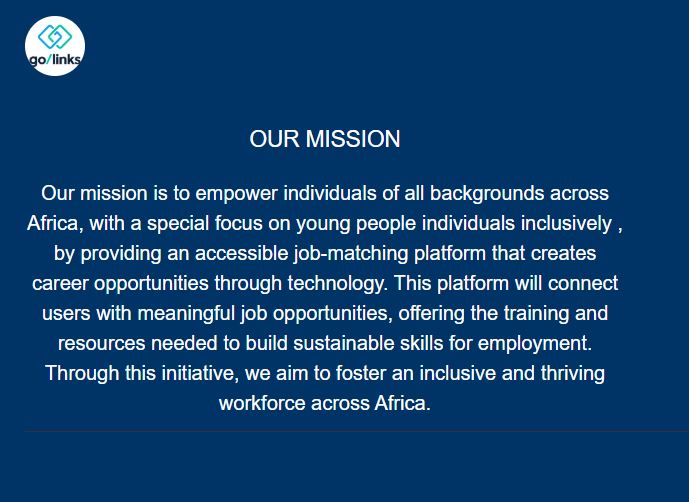 go/links
OUR MISSION
Our mission is to empower individuals of all backgrounds across
Africa, with a special focus on young people individuals inclusively ,
by providing an accessible job-matching platform that creates
career opportunities through technology. This platform will connect
users with meaningful job opportunities, offering the training and
resources needed to build sustainable skills for employment.
Through this initiative, we aim to foster an inclusive and thriving
workforce across Africa.